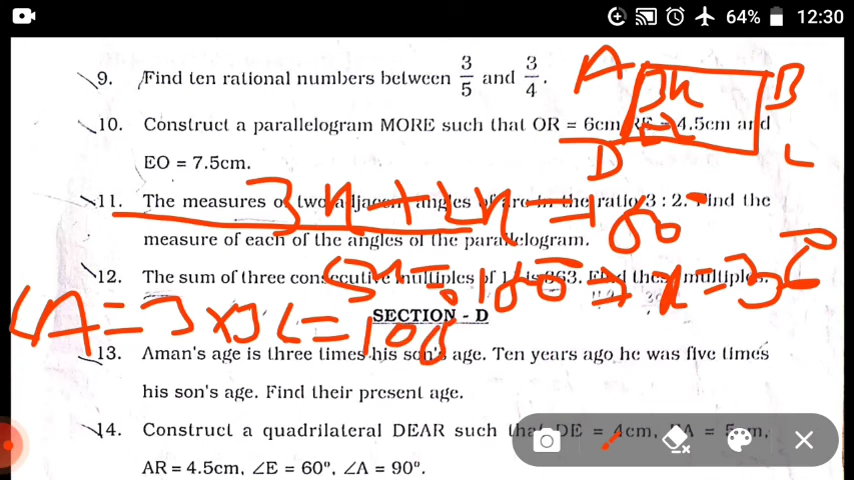 64% 12:30
9. Find ten rational numbers between 3/5 and 3/4.
A 3x B
10. Construct a parallelogram MORE such that OR = 6cm, RE = 4.5cm and
EO = 7.5cm.
D
11. The measures of two adjacent angles of are in the ratio 3 : 2. Find the
3x + 2x = 180°
measure of each of the angles of the parallelogram.
5x = 180° ⇒ x = 36°
12. The sum of three consecutive multiples of 11 is 363. Find these multiples.
∠A = 3 × 36 = 108
SECTION - D
13. Aman's age is three times his son's age. Ten years ago he was five times
his son's age. Find their present age.
14. Construct a quadrilateral DEAR such that DE = 4cm, EA = 5cm,
AR = 4.5cm, ∠E = 60°, ∠A = 90°.